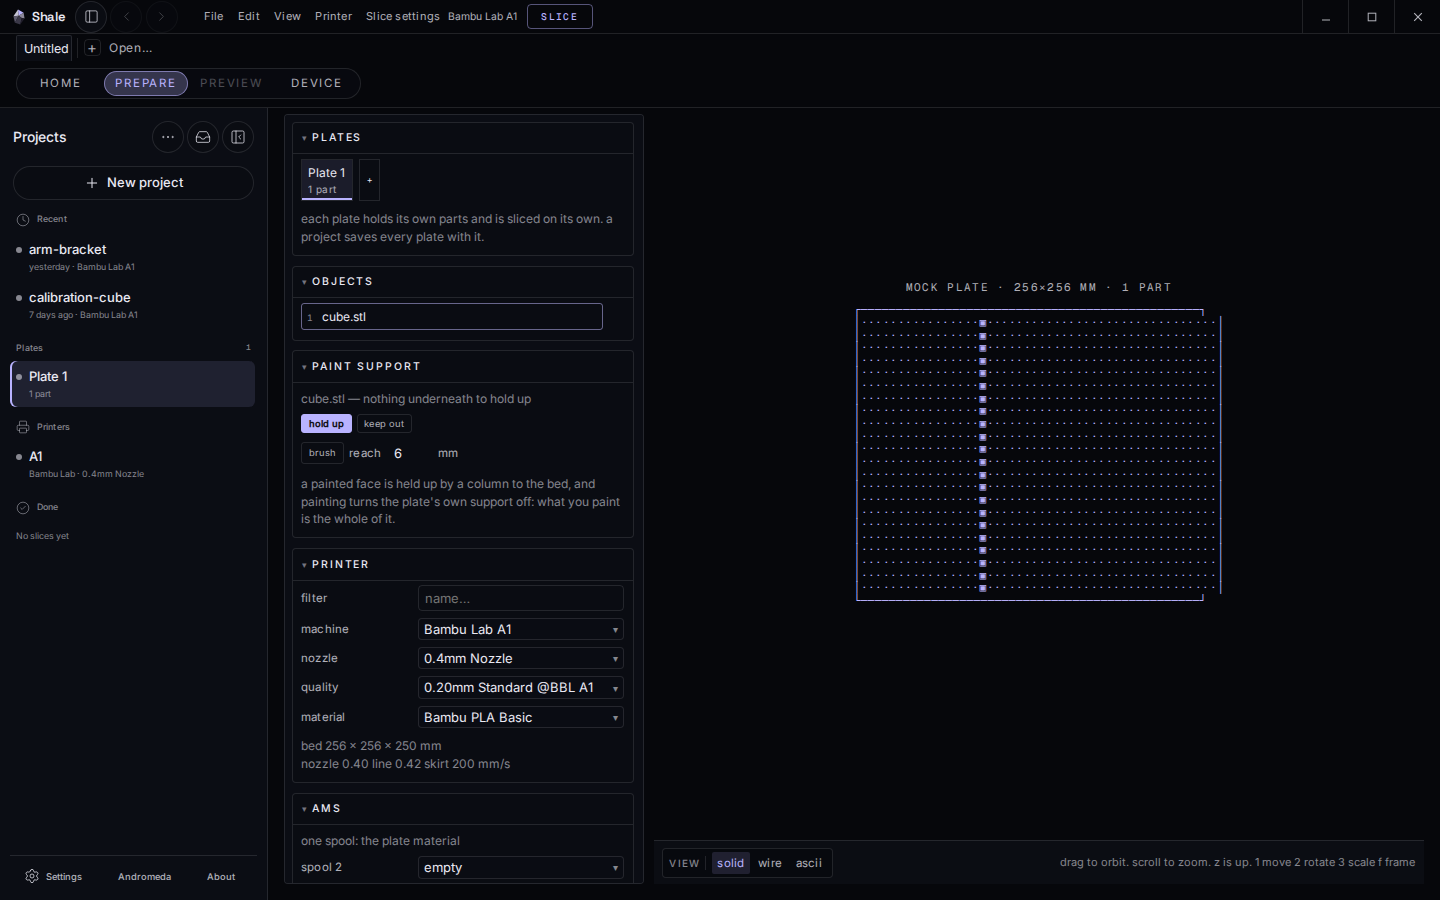 Shale
File Edit View Printer Slice settings Bambu Lab A1 SLICE
Untitled + Open...
HOME PREPARE PREVIEW DEVICE
Projects
+ New project
Recent
arm-bracket
yesterday · Bambu Lab A1
calibration-cube
7 days ago · Bambu Lab A1
Plates 1
Plate 1
1 part
Printers
A1
Bambu Lab · 0.4mm Nozzle
Done
No slices yet
Settings Andromeda About
PLATES
Plate 1
1 part
+
each plate holds its own parts and is sliced on its own. a
project saves every plate with it.
OBJECTS
1 cube.stl
PAINT SUPPORT
cube.stl — nothing underneath to hold up
hold up keep out
brush reach 6 mm
a painted face is held up by a column to the bed, and
painting turns the plate's own support off: what you paint
is the whole of it.
PRINTER
filter name...
machine Bambu Lab A1
nozzle 0.4mm Nozzle
quality 0.20mm Standard @BBL A1
material Bambu PLA Basic
bed 256 × 256 × 250 mm
nozzle 0.40 line 0.42 skirt 200 mm/s
AMS
one spool: the plate material
spool 2 empty
MOCK PLATE · 256×256 MM · 1 PART
VIEW solid wire ascii
drag to orbit. scroll to zoom. z is up. 1 move 2 rotate 3 scale f frame